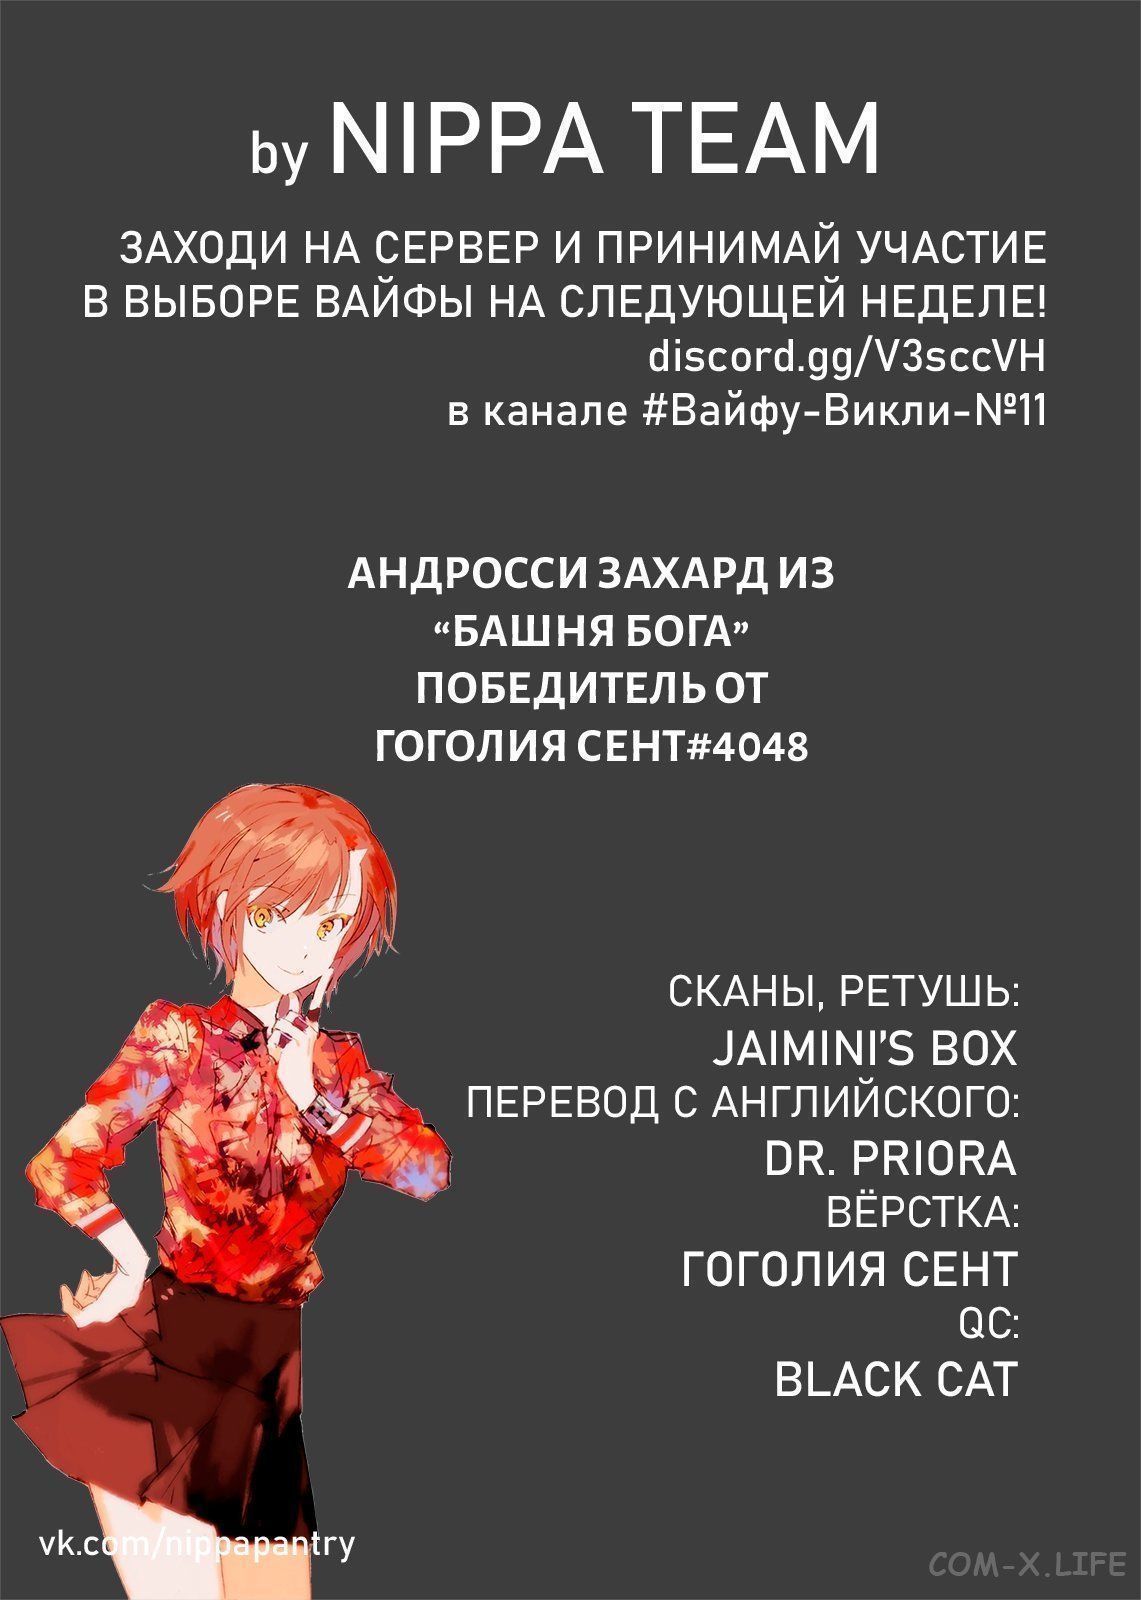 by NIPPA TEAM
ЗАХОДИ НА СЕРВЕР И ПРИНИМАЙ УЧАСТИЕ
В ВЫБОРЕ ВАЙФЫ НА СЛЕДУЮЩЕЙ НЕДЕЛЕ!
discord.gg/V3sccVH
в канале #Вайфу-Викли-№11
АНДРОССИ ЗАХАРД ИЗ
“БАШНЯ БОГА”
ПОБЕДИТЕЛЬ ОТ
ГОГОЛИЯ СЕНТ#4048
СКАНЫ, РЕТУШЬ:
JAIMINI’S BOX
ПЕРЕВОД С АНГЛИЙСКОГО:
DR. PRIORA
ВЁРСТКА:
ГОГОЛИЯ СЕНТ
QC:
BLACK CAT
vk.com/nippapantry
COM-X.LIFE